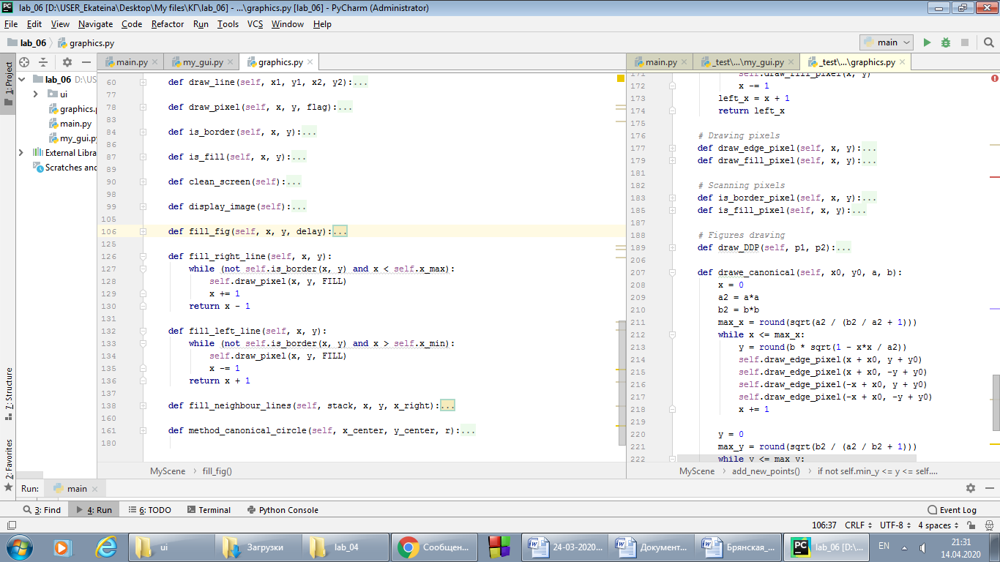 lab_06 [D:\USER_Ekateina\Desktop\My files\КГ\lab_06] - ...\graphics.py [lab_06] - PyCharm (Administrator)
File Edit View Navigate Code Refactor Run Tools VCS Window Help
lab_06 graphics.py main
1: Project
lab_06 D:\US
ui
graphics.p
main.py
my_gui.py
External Libra
Scratches and
7: Structure
2: Favorites
main.py my_gui.py graphics.py
60 def draw_line(self, x1, y1, x2, y2):...
77
78 def draw_pixel(self, x, y, flag):...
83
84 def is_border(self, x, y):...
86
87 def is_fill(self, x, y):...
89
90 def clean_screen(self):...
98
99 def display_image(self):...
105
106 def fill_fig(self, x, y, delay):...
125
126 def fill_right_line(self, x, y):
127 while (not self.is_border(x, y) and x < self.x_max):
128 self.draw_pixel(x, y, FILL)
129 x += 1
130 return x - 1
131
132 def fill_left_line(self, x, y):
133 while (not self.is_border(x, y) and x > self.x_min):
134 self.draw_pixel(x, y, FILL)
135 x -= 1
136 return x + 1
137
138 def fill_neighbour_lines(self, stack, x, y, x_right):...
160
161 def method_canonical_circle(self, x_center, y_center, r):...
180
MyScene fill_fig()
main.py _test\...\my_gui.py _test\...\graphics.py
171 self.draw_fill_pixel(x, y)
172 x -= 1
173 left_x = x + 1
174 return left_x
175
176 # Drawing pixels
177 def draw_edge_pixel(self, x, y):...
179 def draw_fill_pixel(self, x, y):...
181
182 # Scanning pixels
183 def is_border_pixel(self, x, y):...
185 def is_fill_pixel(self, x, y):...
187
188 # Figures drawing
189 def draw_DDP(self, p1, p2):...
206
207 def drawe_canonical(self, x0, y0, a, b):
208 x = 0
209 a2 = a*a
210 b2 = b*b
211 max_x = round(sqrt(a2 / (b2 / a2 + 1)))
212 while x <= max_x:
213 y = round(b * sqrt(1 - x*x / a2))
214 self.draw_edge_pixel(x + x0, y + y0)
215 self.draw_edge_pixel(x + x0, -y + y0)
216 self.draw_edge_pixel(-x + x0, y + y0)
217 self.draw_edge_pixel(-x + x0, -y + y0)
218 x += 1
219
220 y = 0
221 max_y = round(sqrt(b2 / (a2 / b2 + 1)))
222 while y <= max_y:
MyScene add_new_points() if not self.min_y <= y <= self....
Run: main
3: Find 4: Run 6: TODO Terminal Python Console Event Log
106:37 CRLF UTF-8 4 spaces
ui Загрузки lab_04 Сообщен... 24-03-2020... Документ... Брянская_... lab_06 [D:\... EN 21:31
14.04.2020